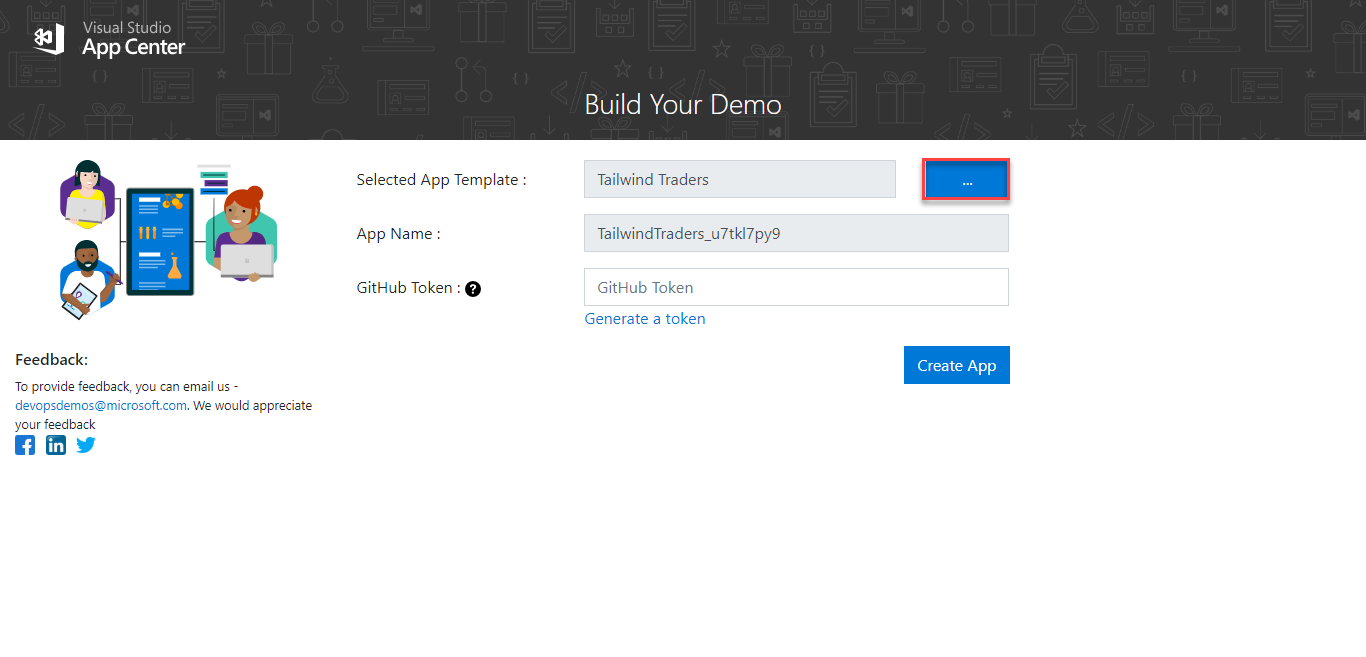 Visual Studio
App Center
Build Your Demo
Selected App Template :
Tailwind Traders
...
App Name :
TailwindTraders_u7tkl7py9
GitHub Token : ?
GitHub Token
Generate a token
Create App
Feedback:
To provide feedback, you can email us -
devopsdemos@microsoft.com. We would appreciate
your feedback